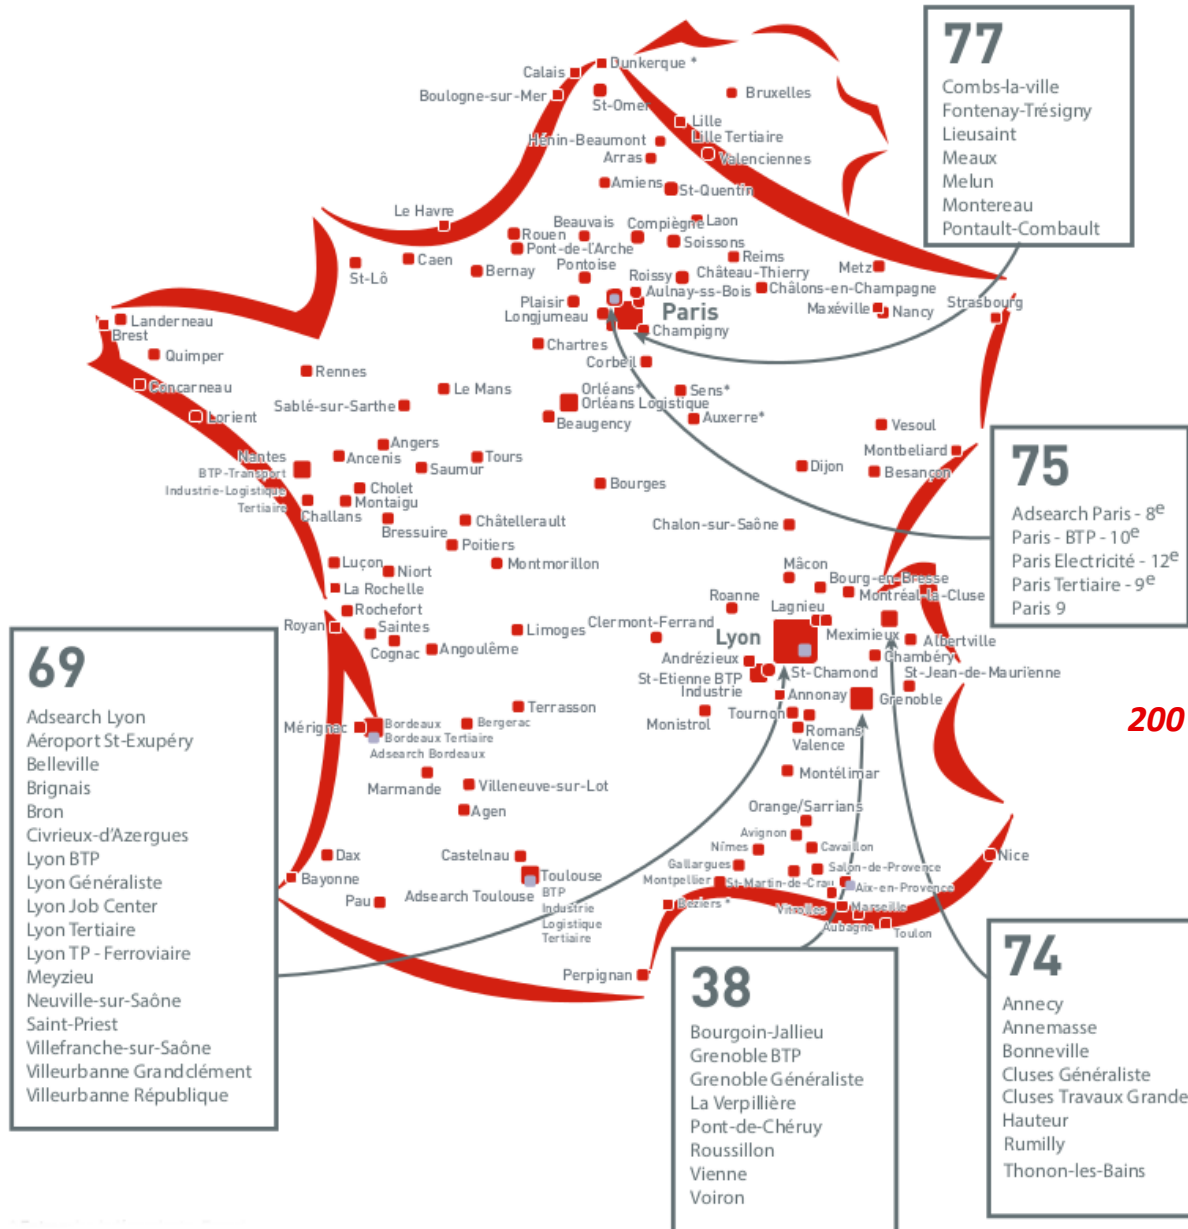 77
Combs-la-ville
Fontenay-Trésigny
Lieusaint
Meaux
Melun
Montereau
Pontault-Combault
Dunkerque *
Calais
Boulogne-sur-Mer
St-Omer
Bruxelles
Lille
Lille Tertiaire
Hénin-Beaumont
Valenciennes
Arras
Amiens
St-Quentin
Le Havre
Beauvais
Compiègne
Laon
Rouen
Soissons
Pont-de-l'Arche
Caen
Reims
Metz
St-Lô
Bernay
Pontoise
Roissy
Château-Thierry
Aulnay-ss-Bois
Châlons-en-Champagne
Plaisir
Longjumeau
Paris
Maxéville
Nancy
Strasbourg
Landerneau
Brest
Champigny
Chartres
Quimper
Corbeil
Rennes
Concarneau
Le Mans
Orléans*
Sens*
Orléans Logistique
Sablé-sur-Sarthe
Lorient
Beaugency
Auxerre*
Vesoul
Angers
Montbeliard
Nantes
Ancenis
Tours
BTP-Transport
Saumur
Dijon
Besançon
Industrie-Logistique
Cholet
Bourges
Tertiaire
Montaigu
Challans
Bressuire
Châtellerault
Chalon-sur-Saône
Poitiers
Luçon
Niort
Montmorillon
Mâcon
Bourg-en-Bresse
La Rochelle
Montréal-la-Cluse
Rochefort
Roanne
Lagnieu
Royan
Saintes
Limoges
Clermont-Ferrand
Lyon
Meximieux
Albertville
Cognac
Angoulême
Andrézieux
Chambéry
St-Etienne BTP
Industrie
St-Chamond
St-Jean-de-Maurienne
Annonay
Grenoble
Terrasson
Monistrol
Tournon
Romans
Valence
Mérignac
Bordeaux
Bordeaux Tertiaire
Adsearch Bordeaux
Bergerac
Marmande
Villeneuve-sur-Lot
Montélimar
Agen
Orange/Sarrians
Avignon
Nîmes
Cavaillon
Dax
Castelnau
Gallargues
Salon-de-Provence
Bayonne
Toulouse
Montpellier
St-Martin-de-Crau
Aix-en-Provence
Pau
Adsearch Toulouse
BTP
Industrie
Logistique
Tertiaire
Béziers *
Vitrolles
Marseille
Aubagne
Toulon
Nice
Perpignan
75
Adsearch Paris - 8e
Paris - BTP - 10e
Paris Electricité - 12e
Paris Tertiaire - 9e
Paris 9
200
69
Adsearch Lyon
Aéroport St-Exupéry
Belleville
Brignais
Bron
Civrieux-d'Azergues
Lyon BTP
Lyon Généraliste
Lyon Job Center
Lyon Tertiaire
Lyon TP - Ferroviaire
Meyzieu
Neuville-sur-Saône
Saint-Priest
Villefranche-sur-Saône
Villeurbanne Grandclément
Villeurbanne République
38
Bourgoin-Jallieu
Grenoble BTP
Grenoble Généraliste
La Verpillière
Pont-de-Chéruy
Roussillon
Vienne
Voiron
74
Annecy
Annemasse
Bonneville
Cluses Généraliste
Cluses Travaux Grande
Hauteur
Rumilly
Thonon-les-Bains